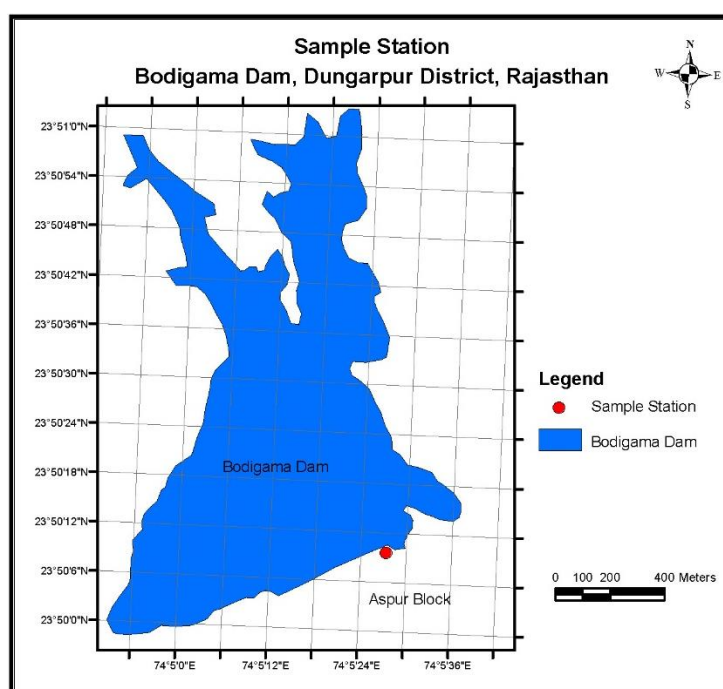 Sample Station
Bodigama Dam, Dungarpur District, Rajasthan
N
W E
S
23°51'0"N
23°50'54"N
23°50'48"N
23°50'42"N
23°50'36"N
23°50'30"N
23°50'24"N
23°50'18"N
23°50'12"N
23°50'6"N
23°50'0"N
Bodigama Dam
Aspur Block
74°5'0"E 74°5'12"E 74°5'24"E 74°5'36"E
Legend
Sample Station
Bodigama Dam
0 100 200 400 Meters